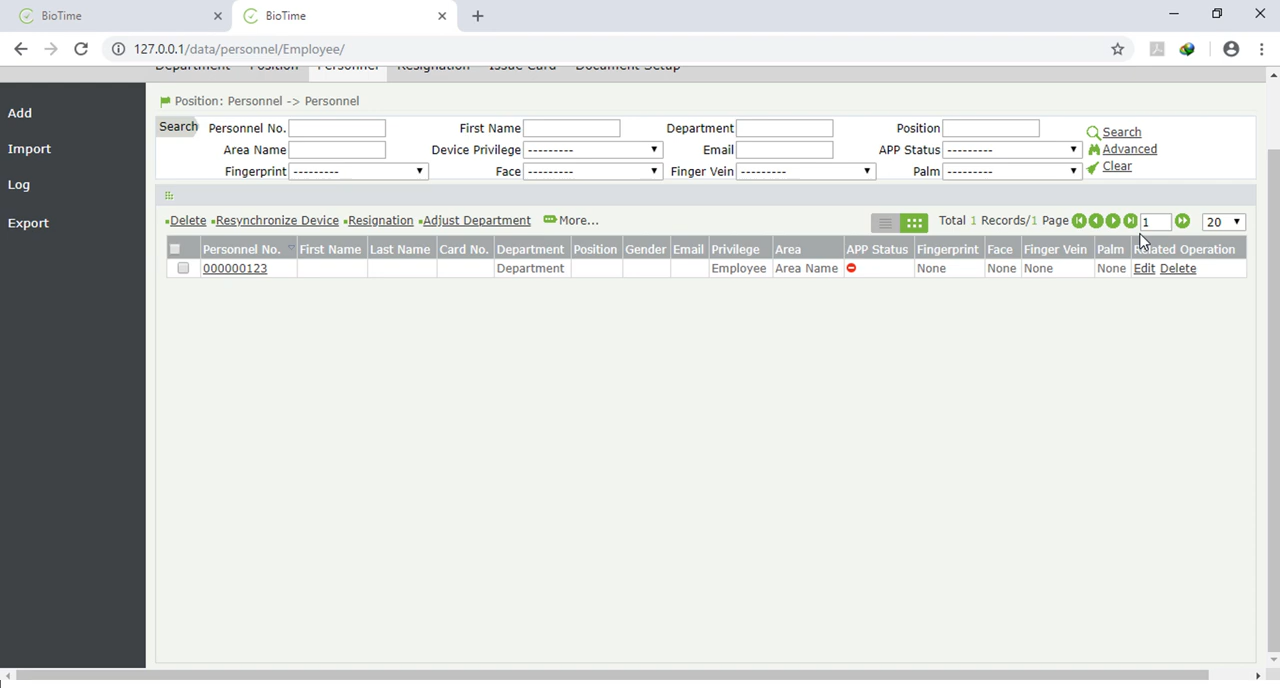 BioTime
BioTime
127.0.0.1/data/personnel/Employee/
Department Position Personnel Resignation Issue Card Document Setup
Add
Import
Log
Export
Position: Personnel -> Personnel
Search Personnel No. First Name Department Position Search
Area Name Device Privilege --------- Email APP Status --------- Advanced
Fingerprint --------- Face --------- Finger Vein --------- Palm --------- Clear
Delete Resynchronize Device Resignation Adjust Department More... Total 1 Records/1 Page 1 20
Personnel No. First Name Last Name Card No. Department Position Gender Email Privilege Area APP Status Fingerprint Face Finger Vein Palm Related Operation
000000123 Department Employee Area Name None None None None Edit Delete